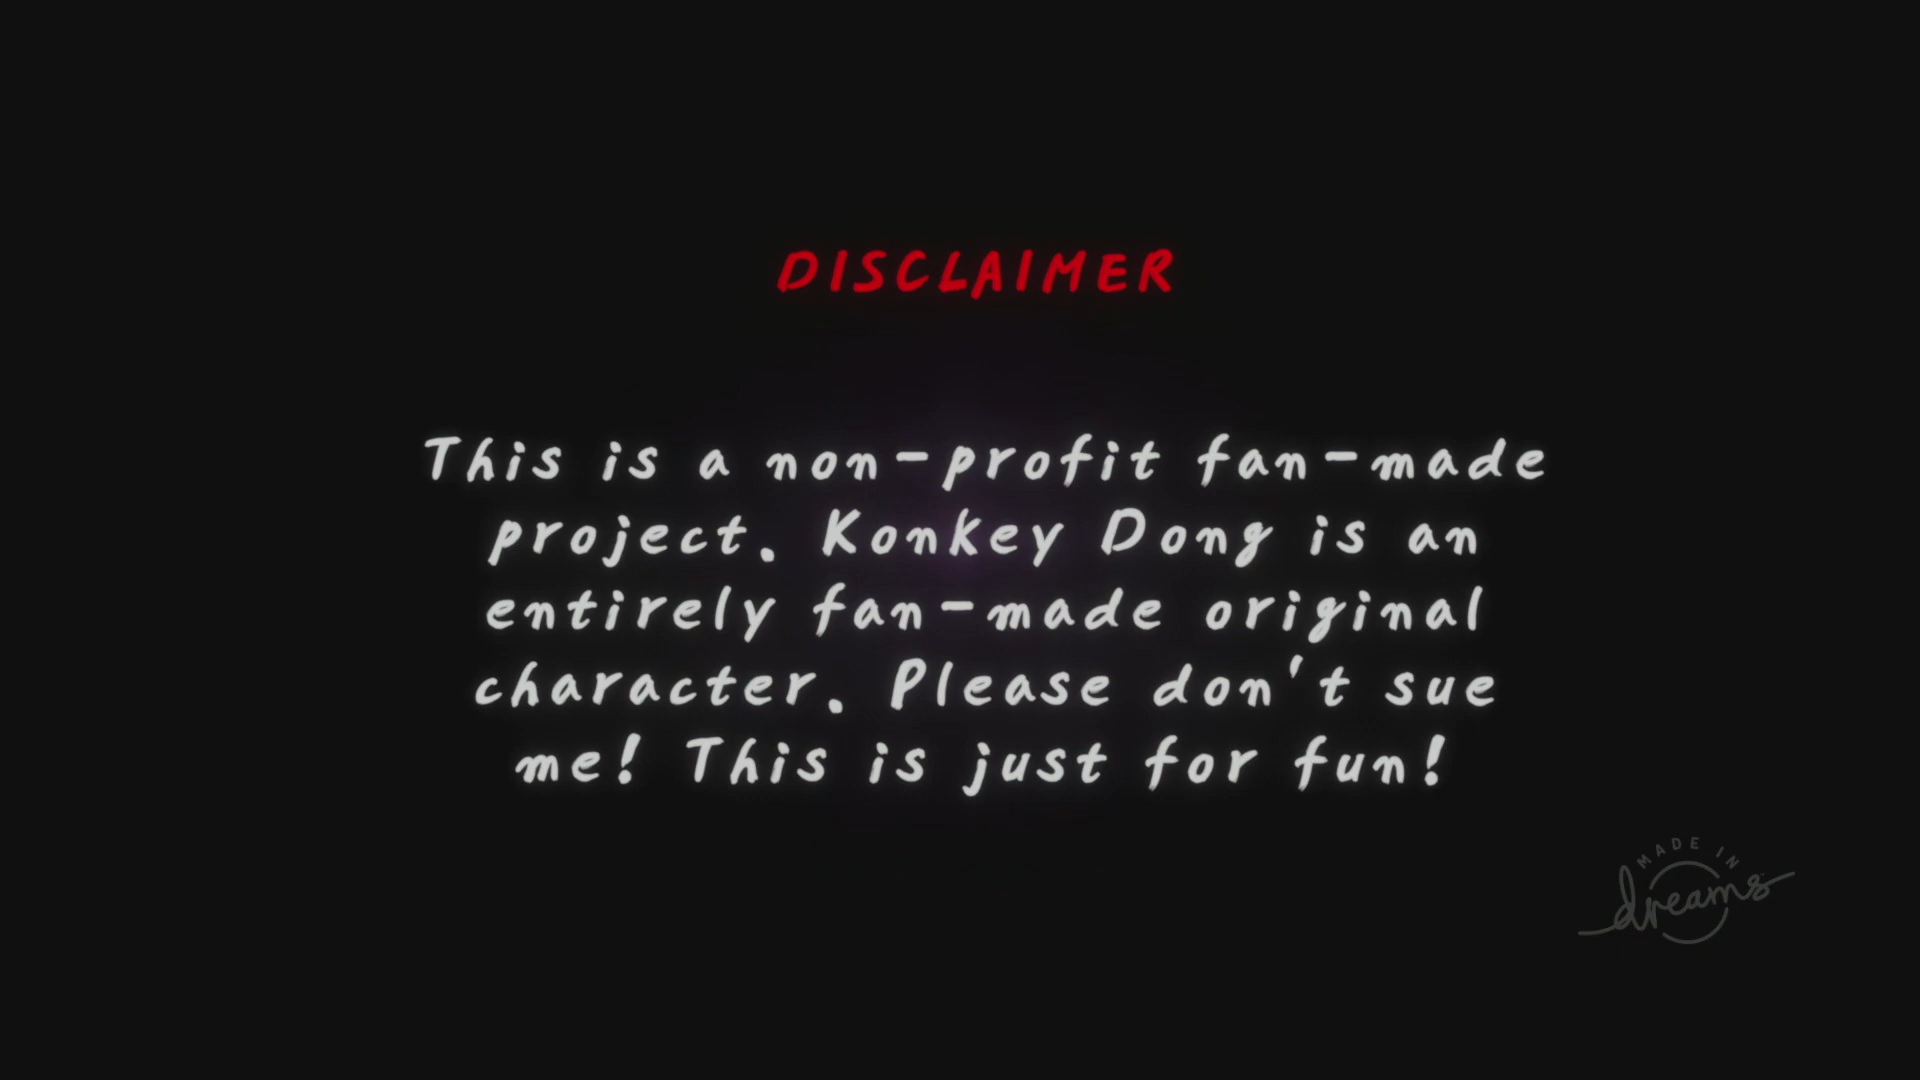 DISCLAIMER
This is a non-profit fan-made
project. Konkey Dong is an
entirely fan-made original
character. Please don't sue
me! This is just for fun!
MADE IN
dreams